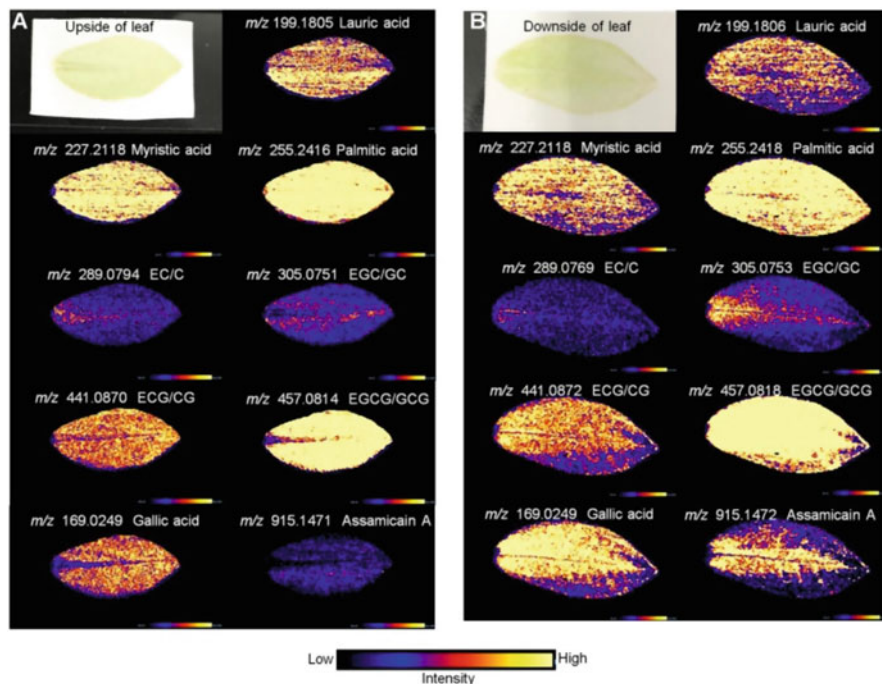 A
Upside of leaf
m/z 199.1805 Lauric acid
m/z 227.2118 Myristic acid
m/z 255.2416 Palmitic acid
m/z 289.0794 EC/C
m/z 305.0751 EGC/GC
m/z 441.0870 ECG/CG
m/z 457.0814 EGCG/GCG
m/z 169.0249 Gallic acid
m/z 915.1471 Assamicain A
B
Downside of leaf
m/z 199.1806 Lauric acid
m/z 227.2118 Myristic acid
m/z 255.2418 Palmitic acid
m/z 289.0769 EC/C
m/z 305.0753 EGC/GC
m/z 441.0872 ECG/CG
m/z 457.0818 EGCG/GCG
m/z 169.0249 Gallic acid
m/z 915.1472 Assamicain A
Low
High
Intensity